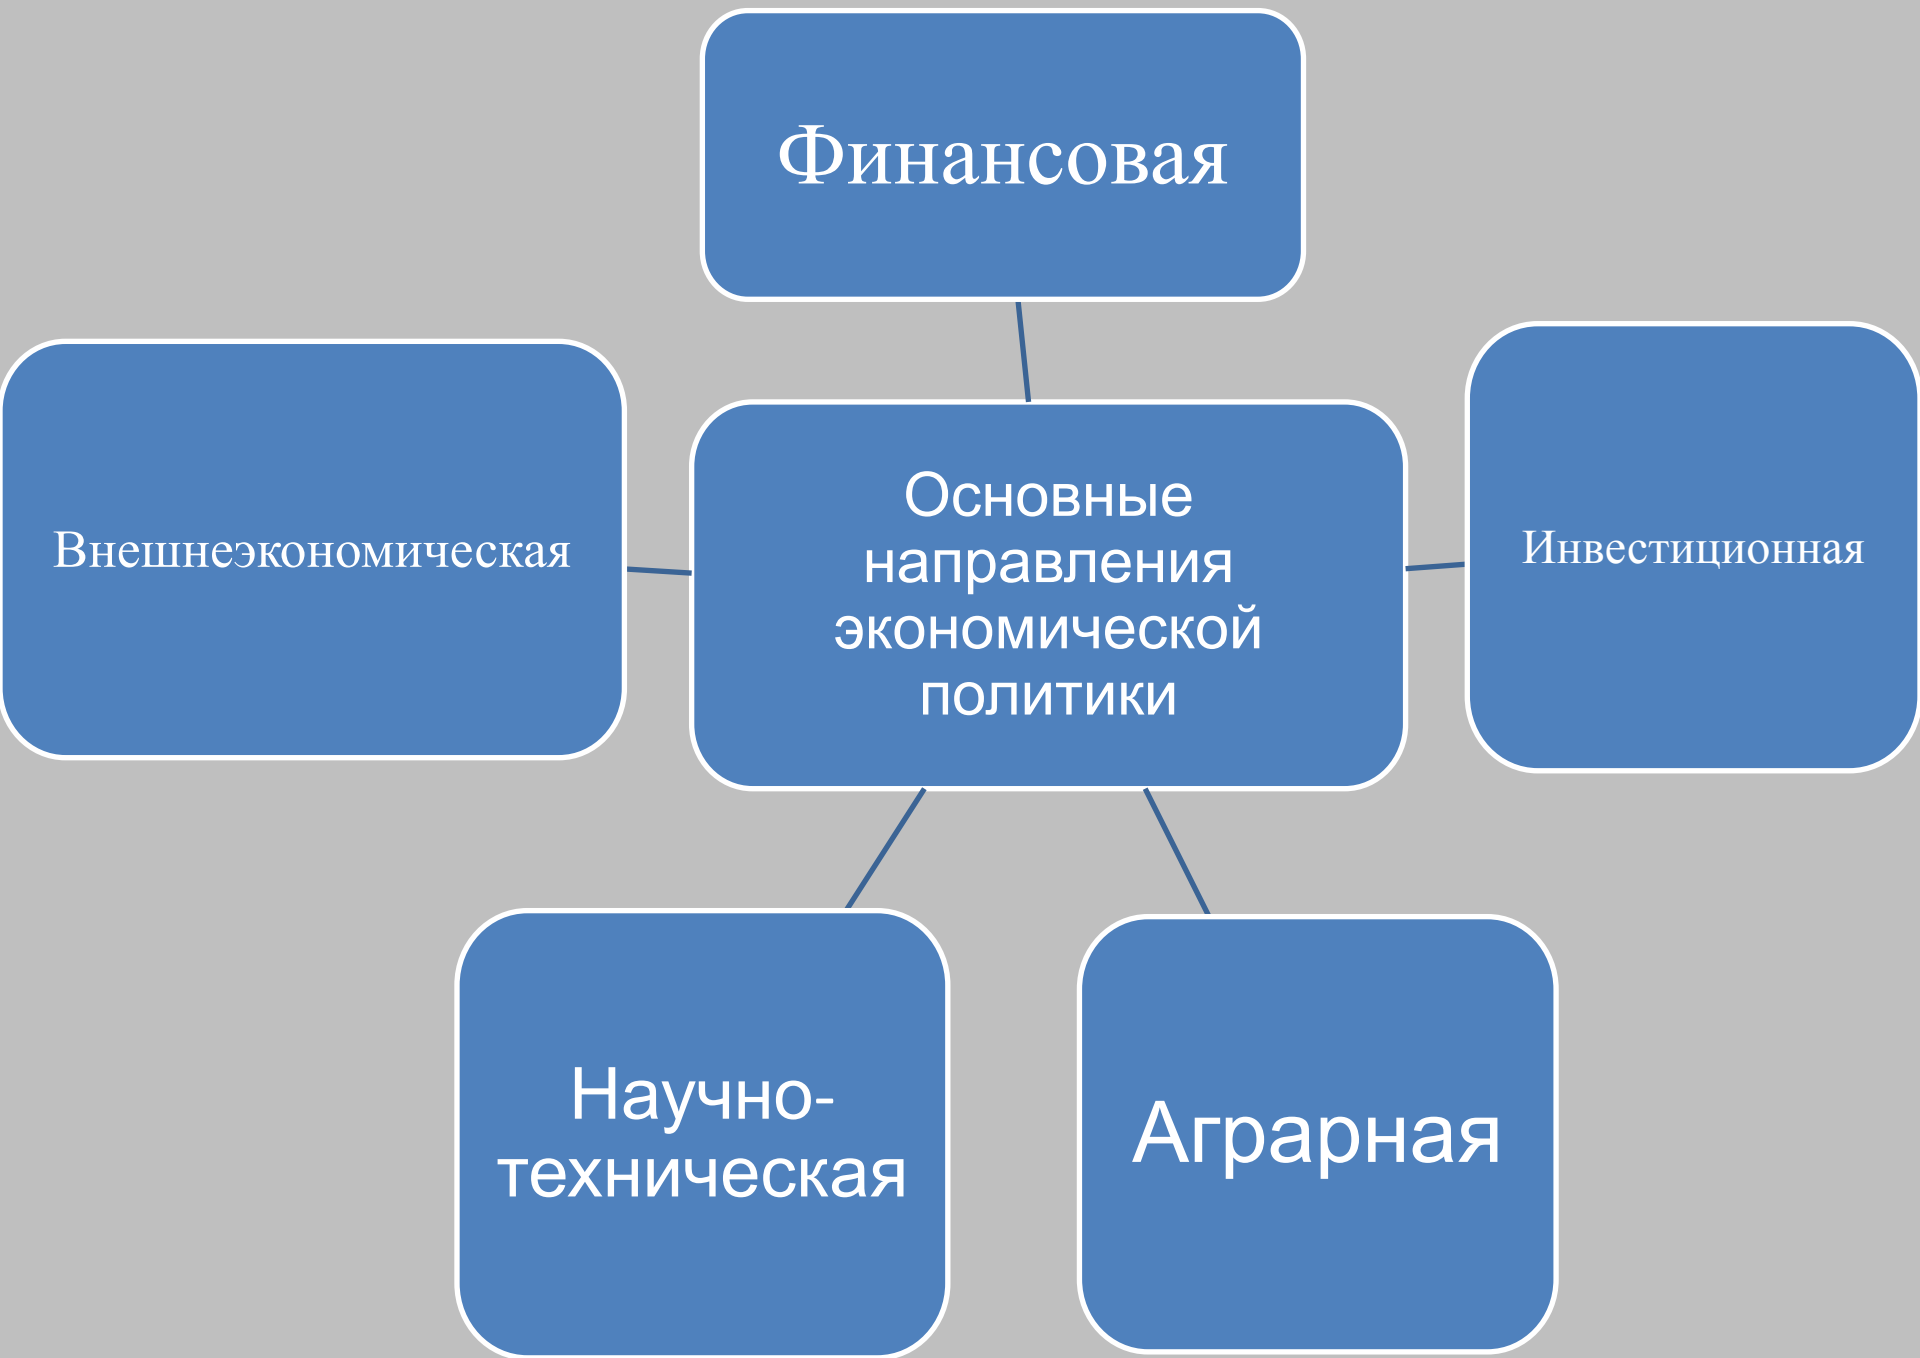 Финансовая
Внешнеэкономическая
Основные
направления
экономической
политики
Инвестиционная
Научно-
техническая
Аграрная